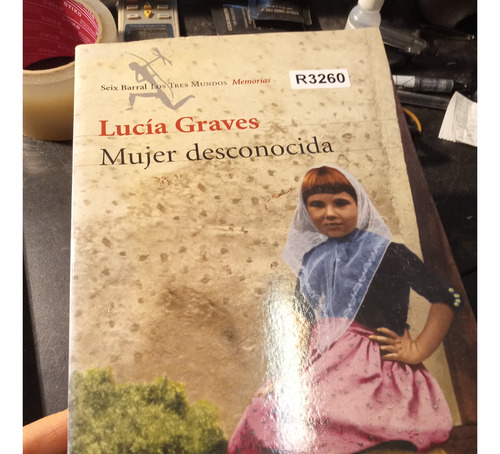 Seix Barral Los Tres Mundos Memorias
R3260
Lucía Graves
Mujer desconocida